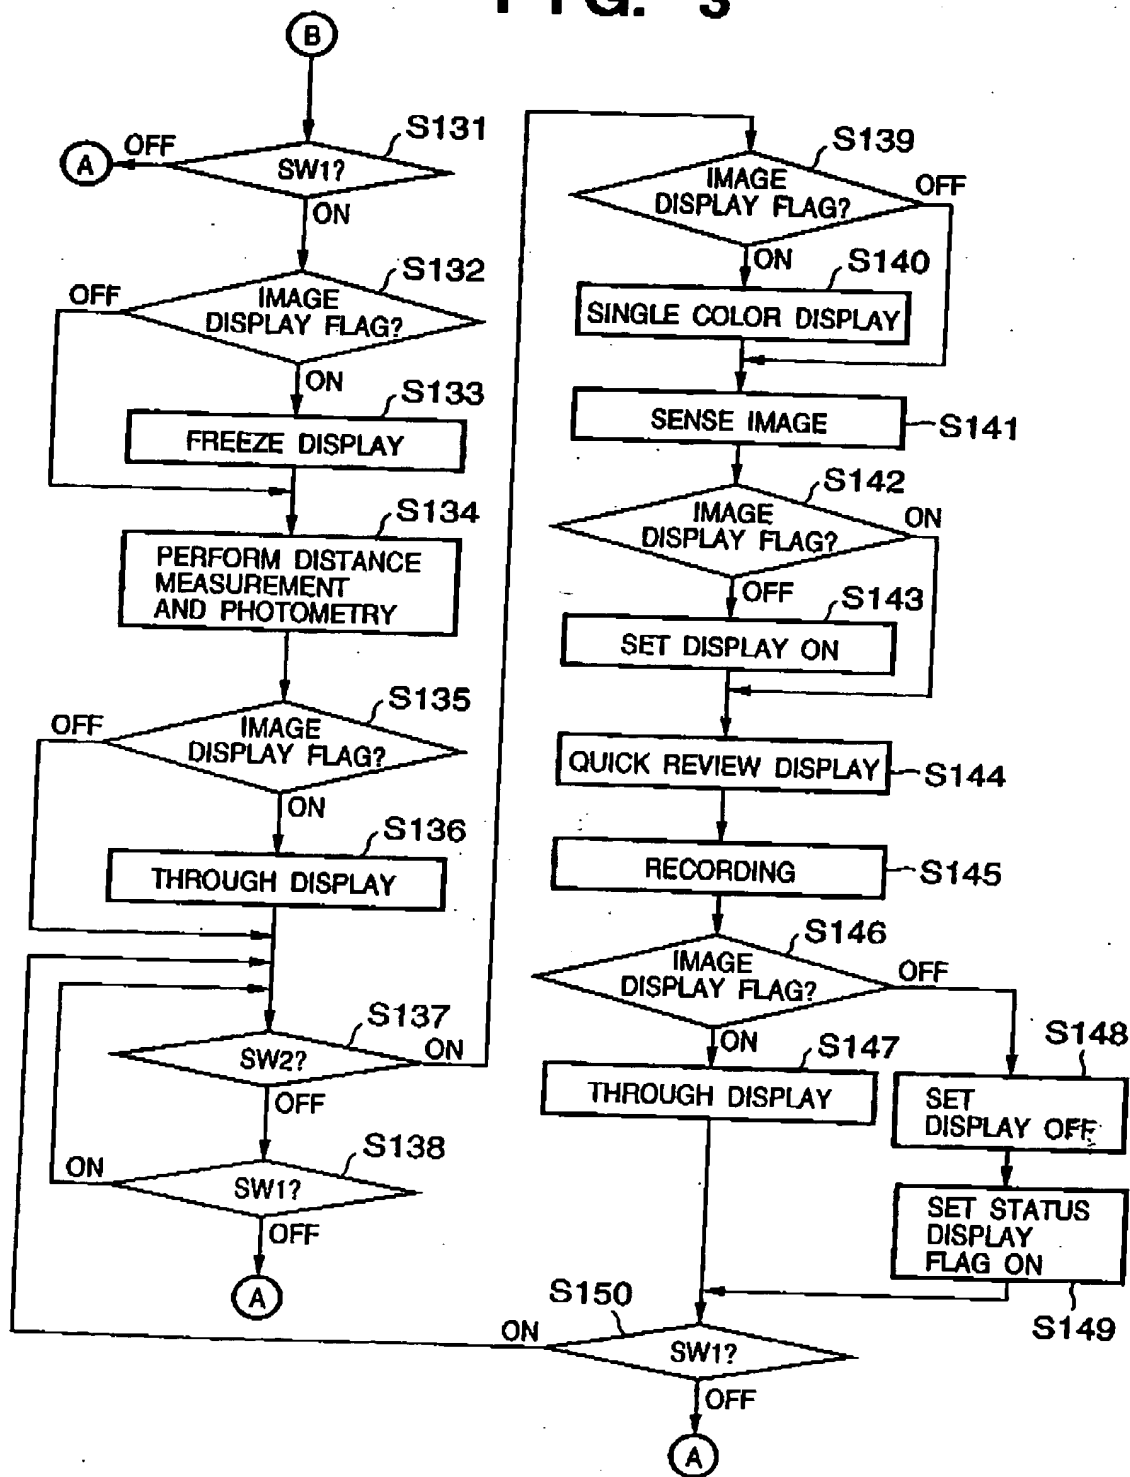 FIG. 3
B
S131
OFF
A
SW1?
ON
S132
OFF
IMAGE
DISPLAY FLAG?
ON
S133
FREEZE DISPLAY
S134
PERFORM DISTANCE
MEASUREMENT
AND PHOTOMETRY
S135
OFF
IMAGE
DISPLAY FLAG?
ON
S136
THROUGH DISPLAY
S137
SW2?
ON
OFF
S138
ON
SW1?
OFF
A
S139
IMAGE
DISPLAY FLAG?
OFF
ON
S140
SINGLE COLOR DISPLAY
SENSE IMAGE
S141
S142
IMAGE
DISPLAY FLAG?
ON
OFF
S143
SET DISPLAY ON
QUICK REVIEW DISPLAY
S144
RECORDING
S145
S146
IMAGE
DISPLAY FLAG?
OFF
ON
S147
THROUGH DISPLAY
S148
SET
DISPLAY OFF
SET STATUS
DISPLAY
FLAG ON
S149
S150
ON
SW1?
OFF
A